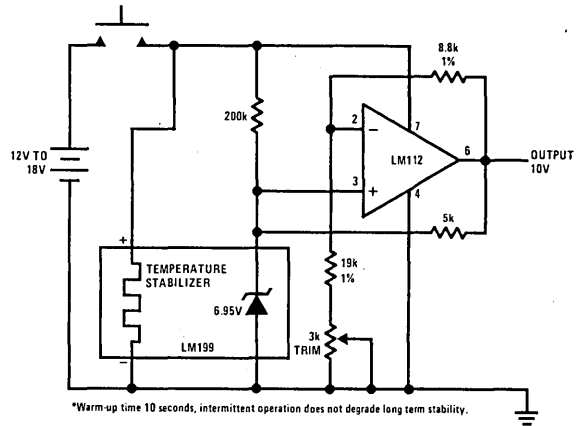 8.8k
1%
200k
2
7
12V TO
18V
LM112
6
OUTPUT
10V
3
4
5k
+
TEMPERATURE
STABILIZER
19k
1%
6.95V
3k
TRIM
LM199
−
*Warm-up time 10 seconds, intermittent operation does not degrade long term stability.